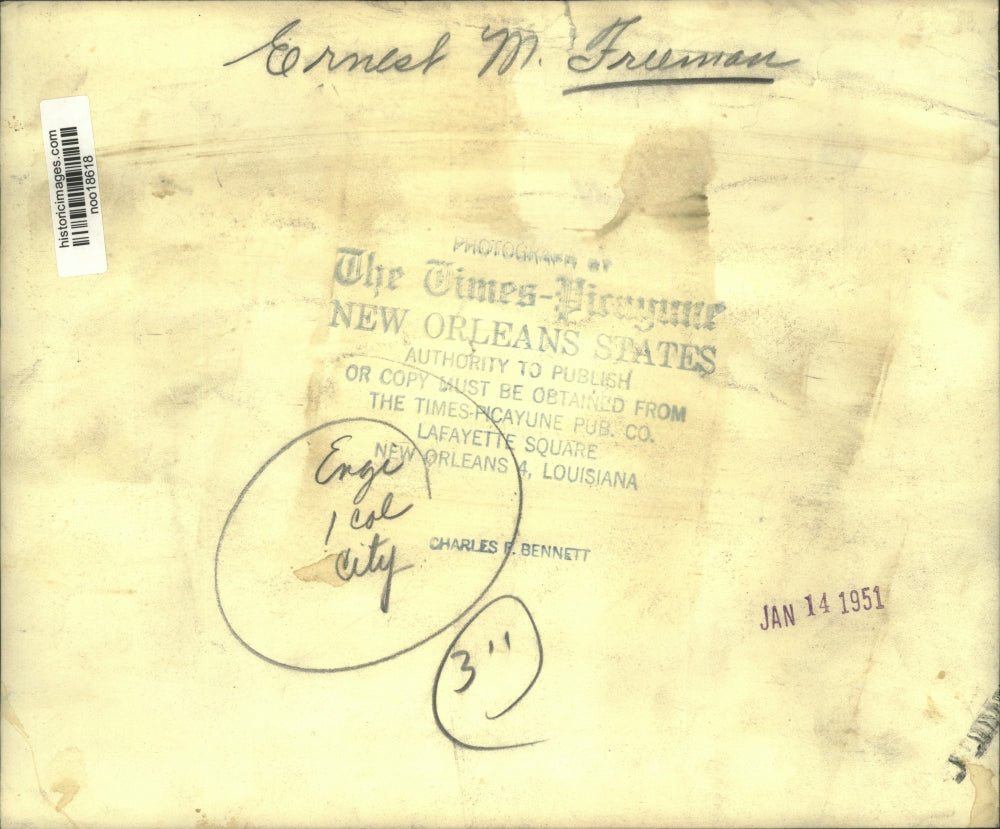 Ernest M. Freeman
historicimages.com
noo18618
PHOTOGRAPH BY
The Times-Picayune
NEW ORLEANS STATES
AUTHORITY TO PUBLISH
OR COPY MUST BE OBTAINED FROM
THE TIMES-PICAYUNE PUB. CO.
LAFAYETTE SQUARE
NEW ORLEANS 4, LOUISIANA
Enge
1 col
City
CHARLES F. BENNETT
JAN 14 1951
3"